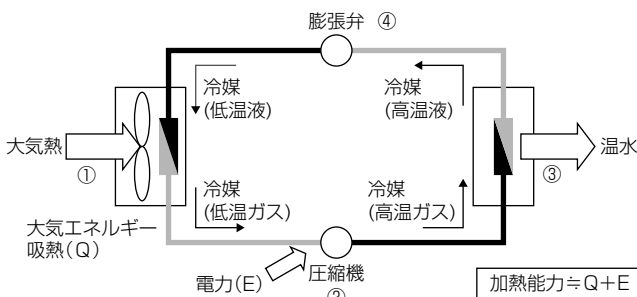 膨張弁 ④
冷媒
(低温液)
冷媒
(高温液)
大気熱
①
温水
③
冷媒
(低温ガス)
冷媒
(高温ガス)
大気エネルギー
吸熱(Q)
電力(E)
圧縮機
②
加熱能力≒Q+E